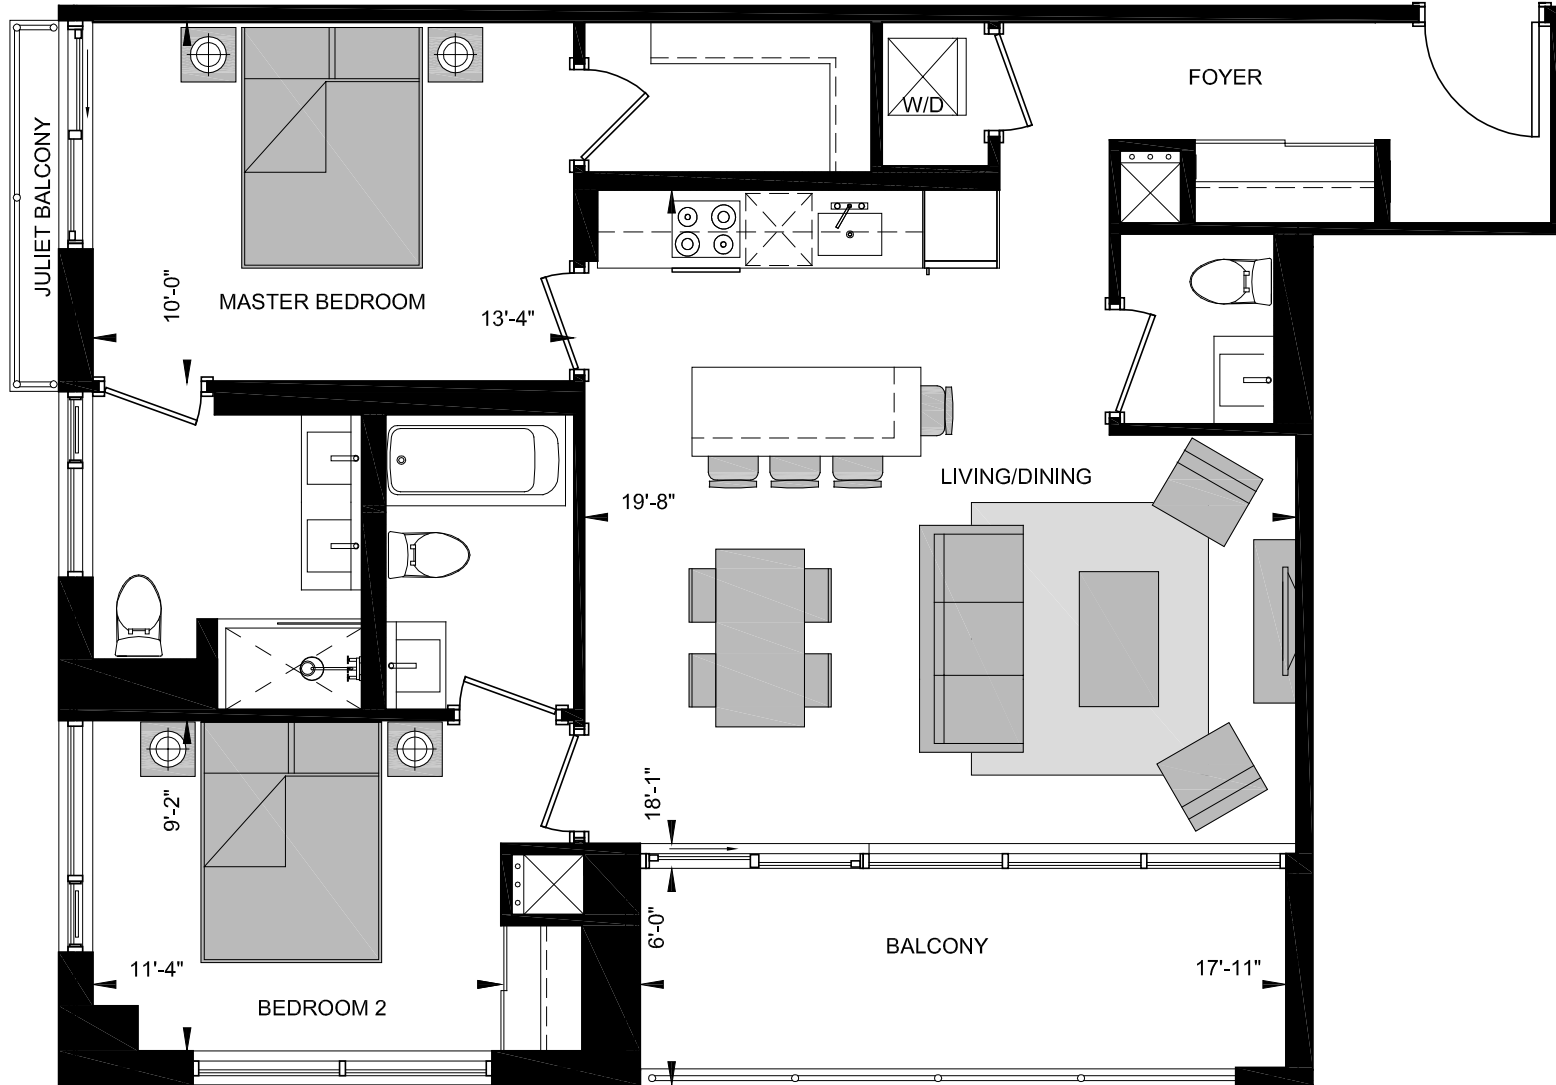 FOYER
W/D
JULIET BALCONY
10'-0"
MASTER BEDROOM
13'-4"
LIVING/DINING
19'-8"
18'-1"
9'-2"
6'-0"
BALCONY
11'-4"
17'-11"
BEDROOM 2